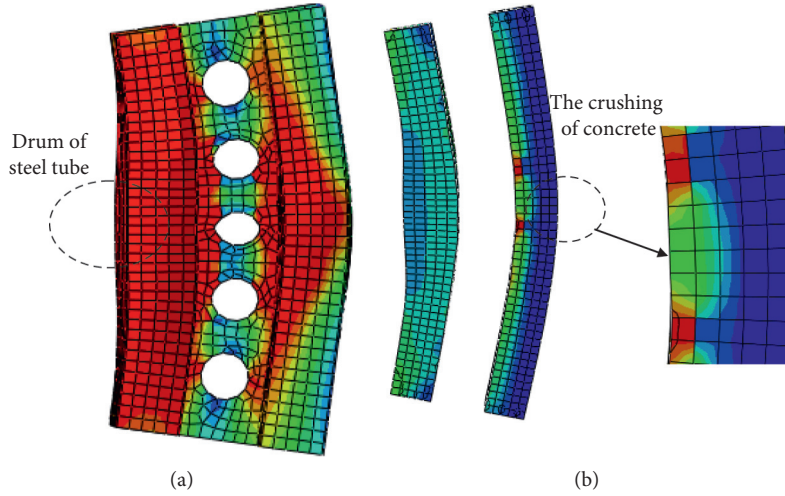 Drum of
steel tube
The crushing
of concrete
(a)
(b)